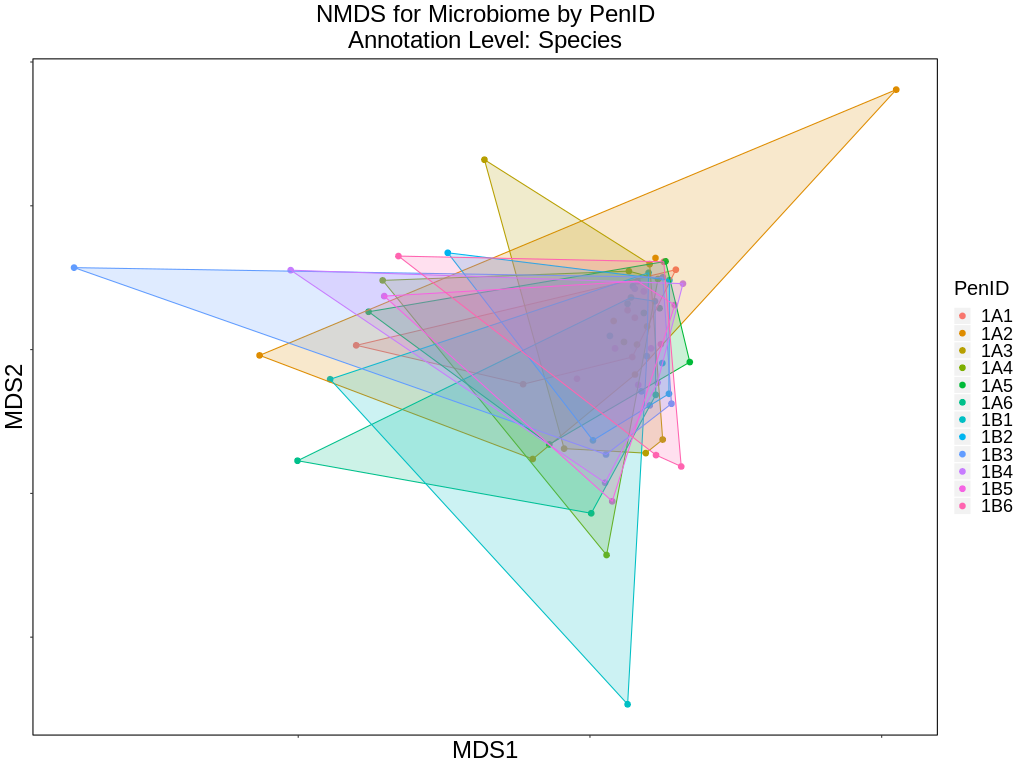 NMDS for Microbiome by PenID
Annotation Level: Species
MDS2
MDS1
PenID
1A1
1A2
1A3
1A4
1A5
1A6
1B1
1B2
1B3
1B4
1B5
1B6